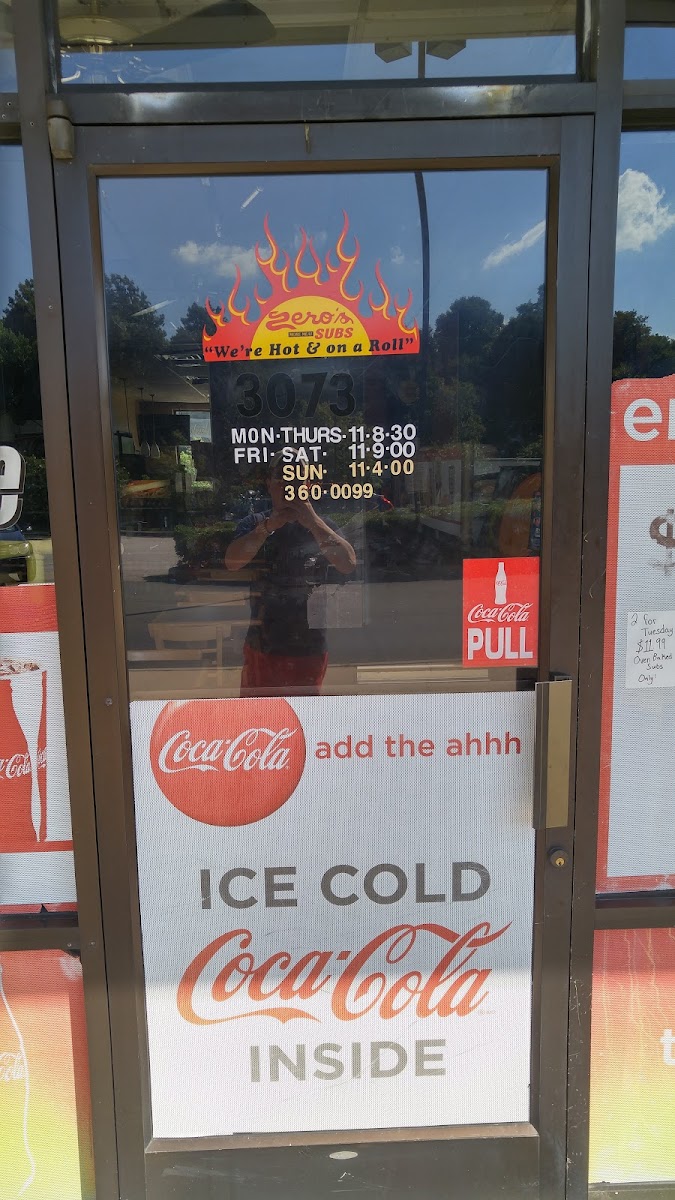 zero's
SUBS
"We're Hot & on a Roll"
3073
MON·THURS·11·8·30
FRI· SAT· 11·9·00
SUN· 11·4·00
360·0099
Coca-Cola
PULL
2 for
Tuesday
$11.99
Oven Baked
Subs
Only!
Coca-Cola
add the ahhh
ICE COLD
Coca-Cola
INSIDE